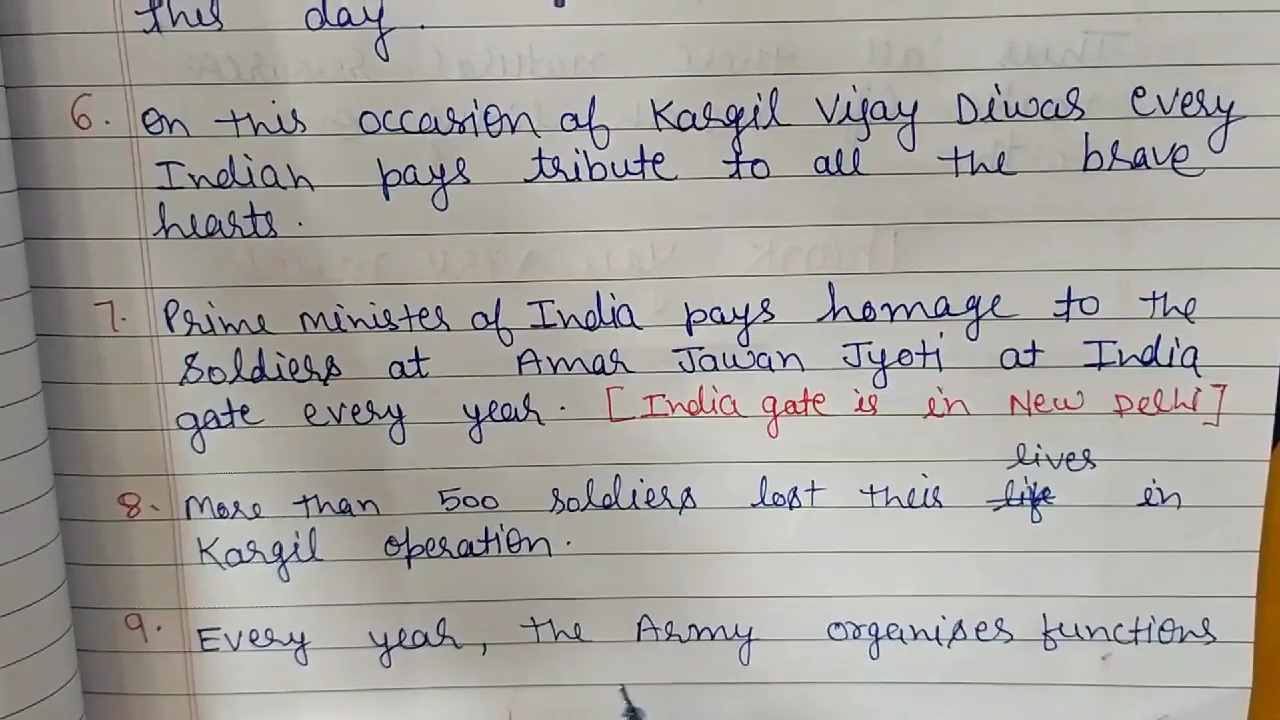 this day.
6. On this occasion of Kargil Vijay Diwas every
Indian pays tribute to all the brave
hearts.
7. Prime minister of India pays homage to the
soldiers at Amar Jawan Jyoti at India
gate every year. [India gate is in New Delhi]
lives
8. More than 500 soldiers lost their life in
Kargil operation.
9. Every year, the Army organises functions